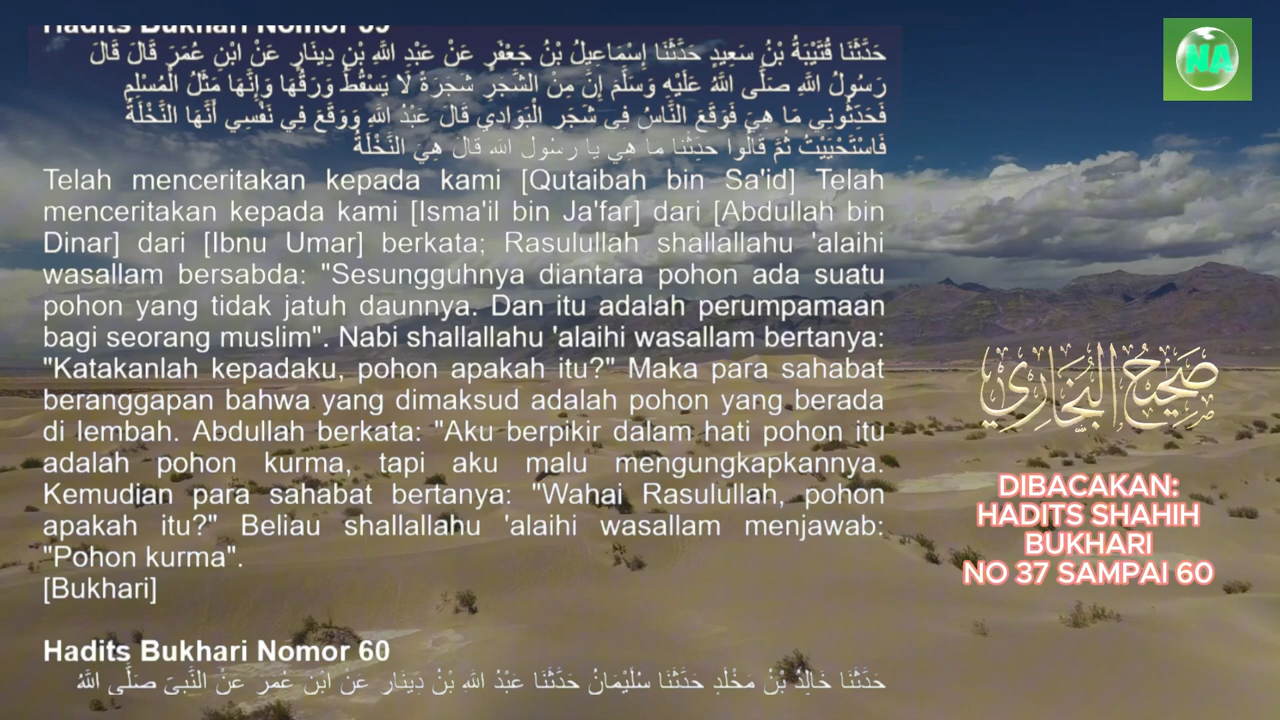 Hadits Bukhari Nomor 59
حَدَّثَنَا قُتَيْبَةُ بْنُ سَعِيدٍ حَدَّثَنَا إِسْمَاعِيلُ بْنُ جَعْفَرٍ عَنْ عَبْدِ اللَّهِ بْنِ دِينَارٍ عَنْ ابْنِ عُمَرَ قَالَ قَالَ
رَسُولُ اللَّهِ صَلَّى اللَّهُ عَلَيْهِ وَسَلَّمَ إِنَّ مِنْ الشَّجَرِ شَجَرَةً لَا يَسْقُطُ وَرَقُهَا وَإِنَّهَا مَثَلُ الْمُسْلِمِ
فَحَدِّثُونِي مَا هِيَ فَوَقَعَ النَّاسُ فِي شَجَرِ الْبَوَادِي قَالَ عَبْدُ اللَّهِ وَوَقَعَ فِي نَفْسِي أَنَّهَا النَّخْلَةُ
فَاسْتَحْيَيْتُ ثُمَّ قَالُوا حَدِّثْنَا مَا هِيَ يَا رَسُولَ اللَّهِ قَالَ هِيَ النَّخْلَةُ
Telah menceritakan kepada kami [Qutaibah bin Sa'id] Telah
menceritakan kepada kami [Isma'il bin Ja'far] dari [Abdullah bin
Dinar] dari [Ibnu Umar] berkata; Rasulullah shallallahu 'alaihi
wasallam bersabda: "Sesungguhnya diantara pohon ada suatu
pohon yang tidak jatuh daunnya. Dan itu adalah perumpamaan
bagi seorang muslim". Nabi shallallahu 'alaihi wasallam bertanya:
"Katakanlah kepadaku, pohon apakah itu?" Maka para sahabat
beranggapan bahwa yang dimaksud adalah pohon yang berada
di lembah. Abdullah berkata: "Aku berpikir dalam hati pohon itu
adalah pohon kurma, tapi aku malu mengungkapkannya.
Kemudian para sahabat bertanya: "Wahai Rasulullah, pohon
apakah itu?" Beliau shallallahu 'alaihi wasallam menjawab:
"Pohon kurma".
[Bukhari]
Hadits Bukhari Nomor 60
حَدَّثَنَا خَالِدُ بْنُ مَخْلَدٍ حَدَّثَنَا سُلَيْمَانُ حَدَّثَنَا عَبْدُ اللَّهِ بْنُ دِينَارٍ عَنْ ابْنِ عُمَرَ عَنْ النَّبِيِّ صَلَّى اللَّهُ
NA
صَحِيحُ الْبُخَارِي
DIBACAKAN:
HADITS SHAHIH
BUKHARI
NO 37 SAMPAI 60